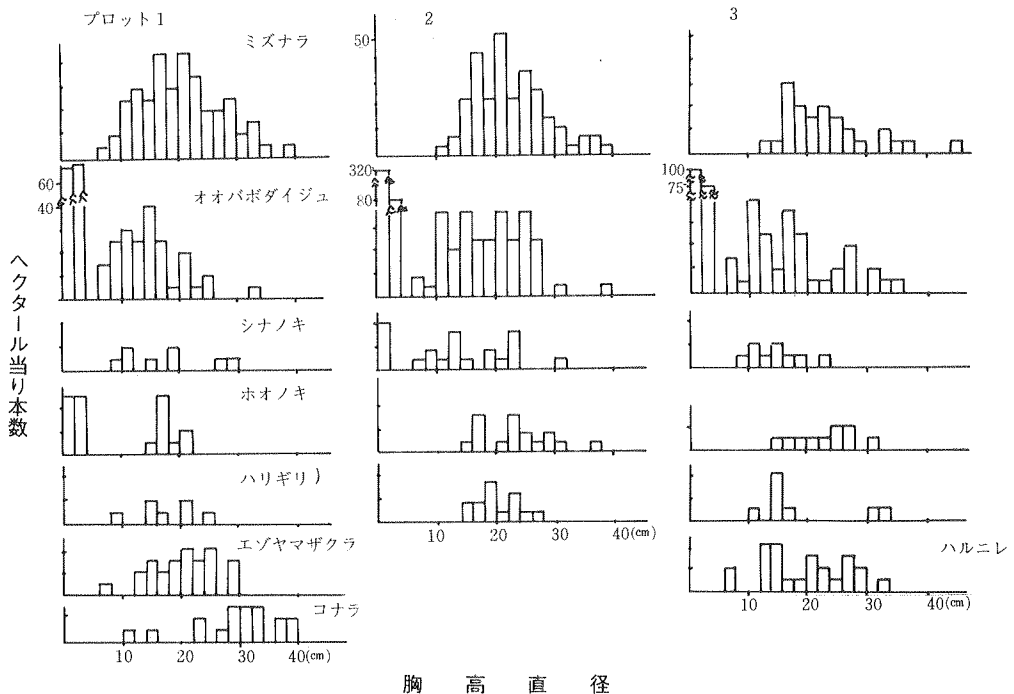 プロット1
2
3
ミズナラ
50
オオバボダイジュ
60
40
320
80
100
75
シナノキ
ホオノキ
ハリギリ)
エゾヤマザクラ
コナラ
ハルニレ
10 20 30 40(cm)
10 20 30 40(cm)
10 20 30 40(cm)
ヘクタール当り本数
胸高直径